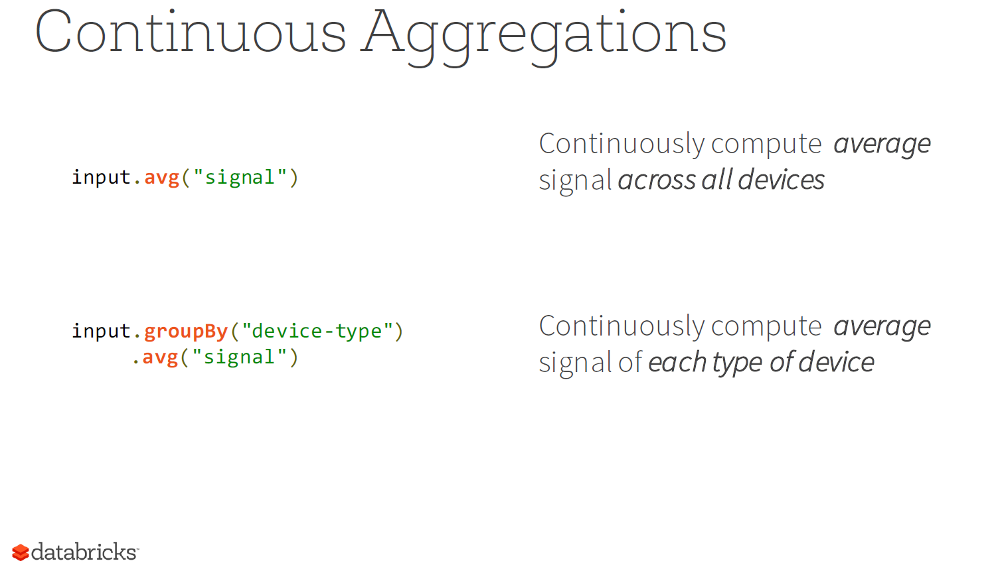 Continuous Aggregations
input.avg("signal")
Continuously compute average
signal across all devices
input.groupBy("device-type")
.avg("signal")
Continuously compute average
signal of each type of device
databricks™